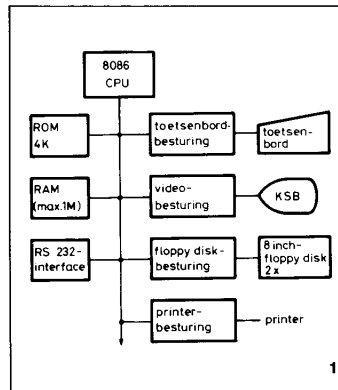 8086
CPU
ROM
4K
toetsenbord-
besturing
toetsen-
bord
RAM
(max.1M)
video-
besturing
KSB
RS 232-
interface
floppy disk-
besturing
8 inch-
floppy disk
2x
printer-
besturing
printer
1